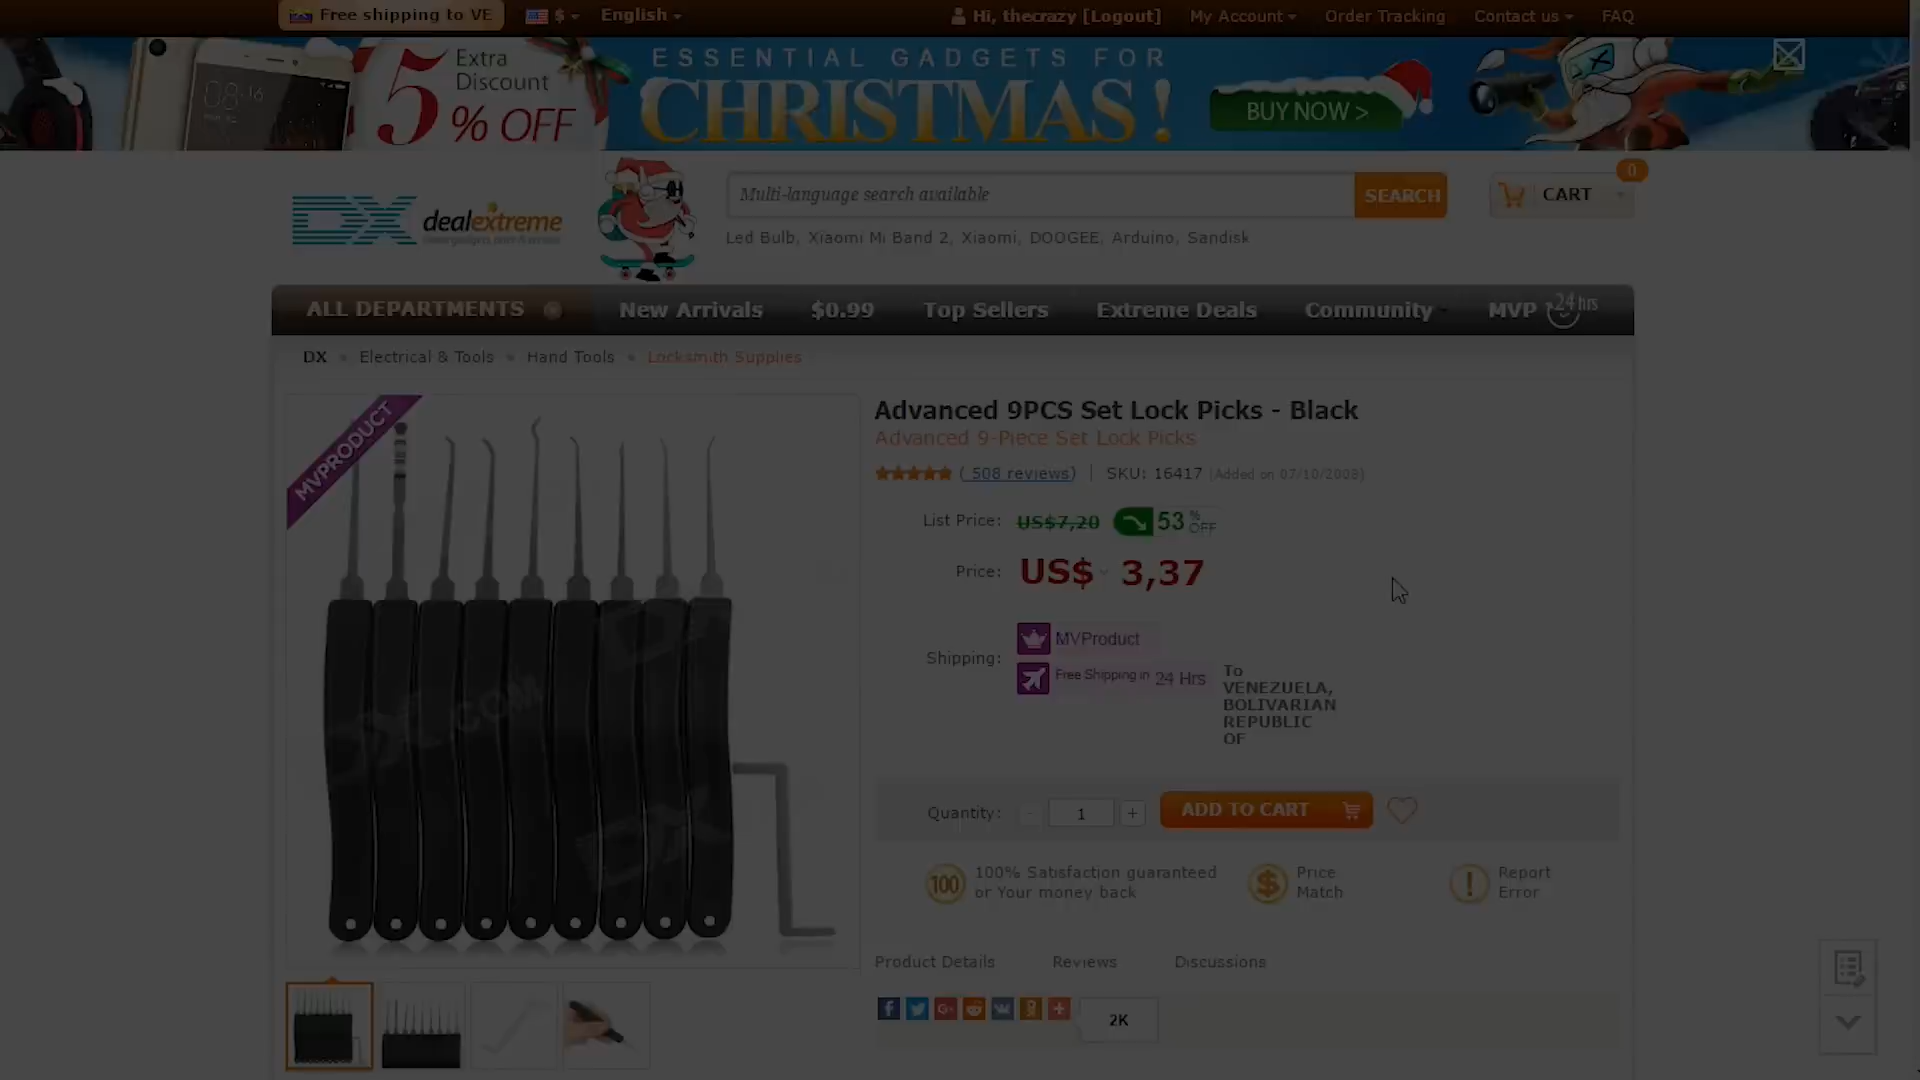 Free shipping to VE
$
English
Hi, thecrazy [Logout]
My Account
Order Tracking
Contact us
FAQ
5
Extra
Discount
% OFF
ESSENTIAL GADGETS FOR
CHRISTMAS!
BUY NOW >
DX dealextreme
Multi-language search available
SEARCH
0
CART
Led Bulb, Xiaomi Mi Band 2, Xiaomi, DOOGEE, Arduino, Sandisk
ALL DEPARTMENTS
New Arrivals
$0.99
Top Sellers
Extreme Deals
Community
MVP 24 hrs
DX
Electrical & Tools
Hand Tools
Locksmith Supplies
MVPRODUCT
DX.COM
DX
Advanced 9PCS Set Lock Picks - Black
Advanced 9-Piece Set Lock Picks
( 508 reviews) | SKU: 16417 (Added on 07/10/2008)
List Price: US$7,20 53 % OFF
Price: US$ 3,37
Shipping:
MVProduct
Free Shipping in 24 Hrs
To
VENEZUELA,
BOLIVARIAN
REPUBLIC
OF
Quantity: - 1 +
ADD TO CART
100
100% Satisfaction guaranteed
or Your money back
$
Price
Match
!
Report
Error
Product Details
Reviews
Discussions
2K